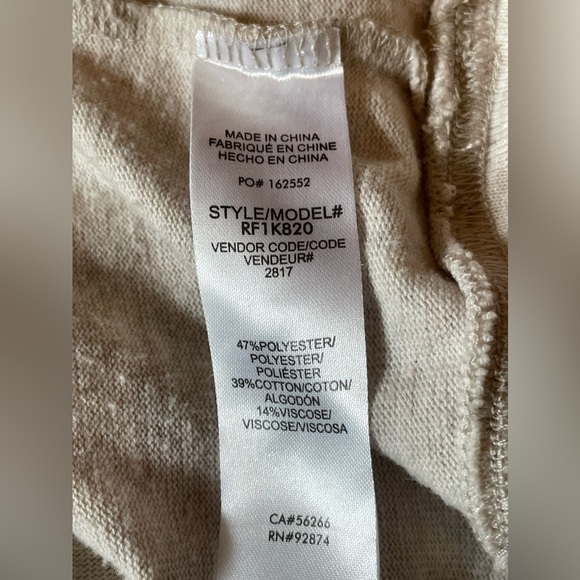 MADE IN CHINA
FABRIQUÉ EN CHINE
HECHO EN CHINA
PO# 162552
STYLE/MODEL#
RF1K820
VENDOR CODE/CODE
VENDEUR#
2817
47%POLYESTER/
POLYESTER/
POLIÉSTER
39%COTTON/COTON/
ALGODÓN
14%VISCOSE/
VISCOSE/VISCOSA
CA#56266
RN#92874